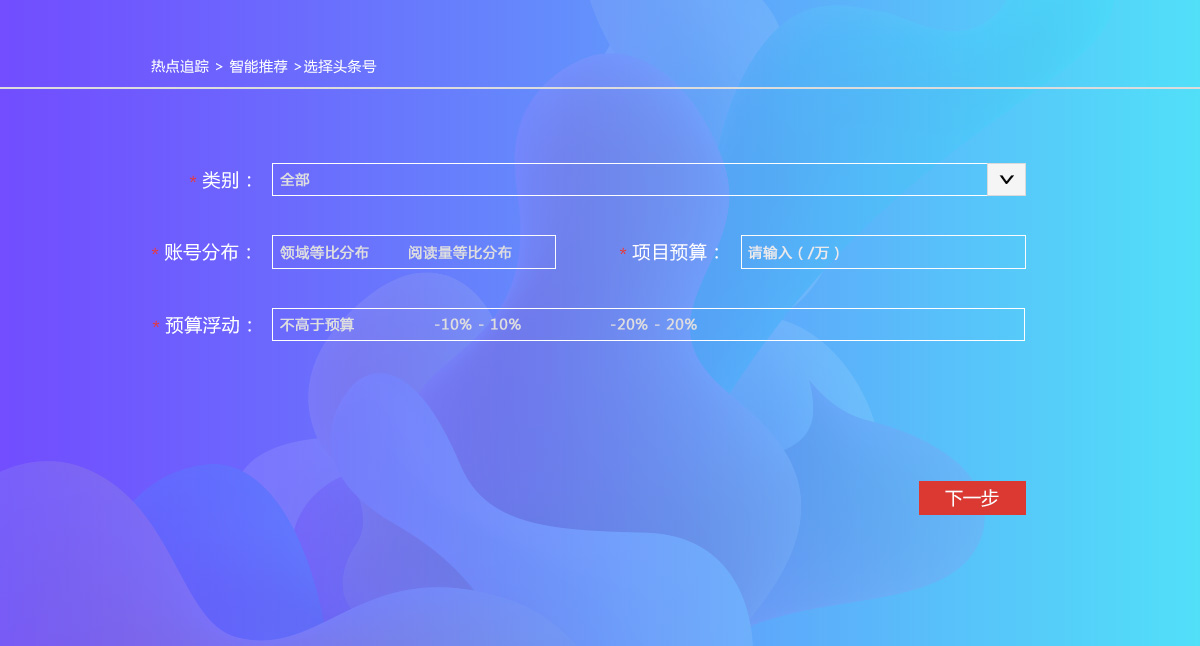 热点追踪 > 智能推荐 >选择头条号
* 类别： 全部
* 账号分布： 领域等比分布 阅读量等比分布 * 项目预算： 请输入（/万）
* 预算浮动： 不高于预算 -10% - 10% -20% - 20%
下一步